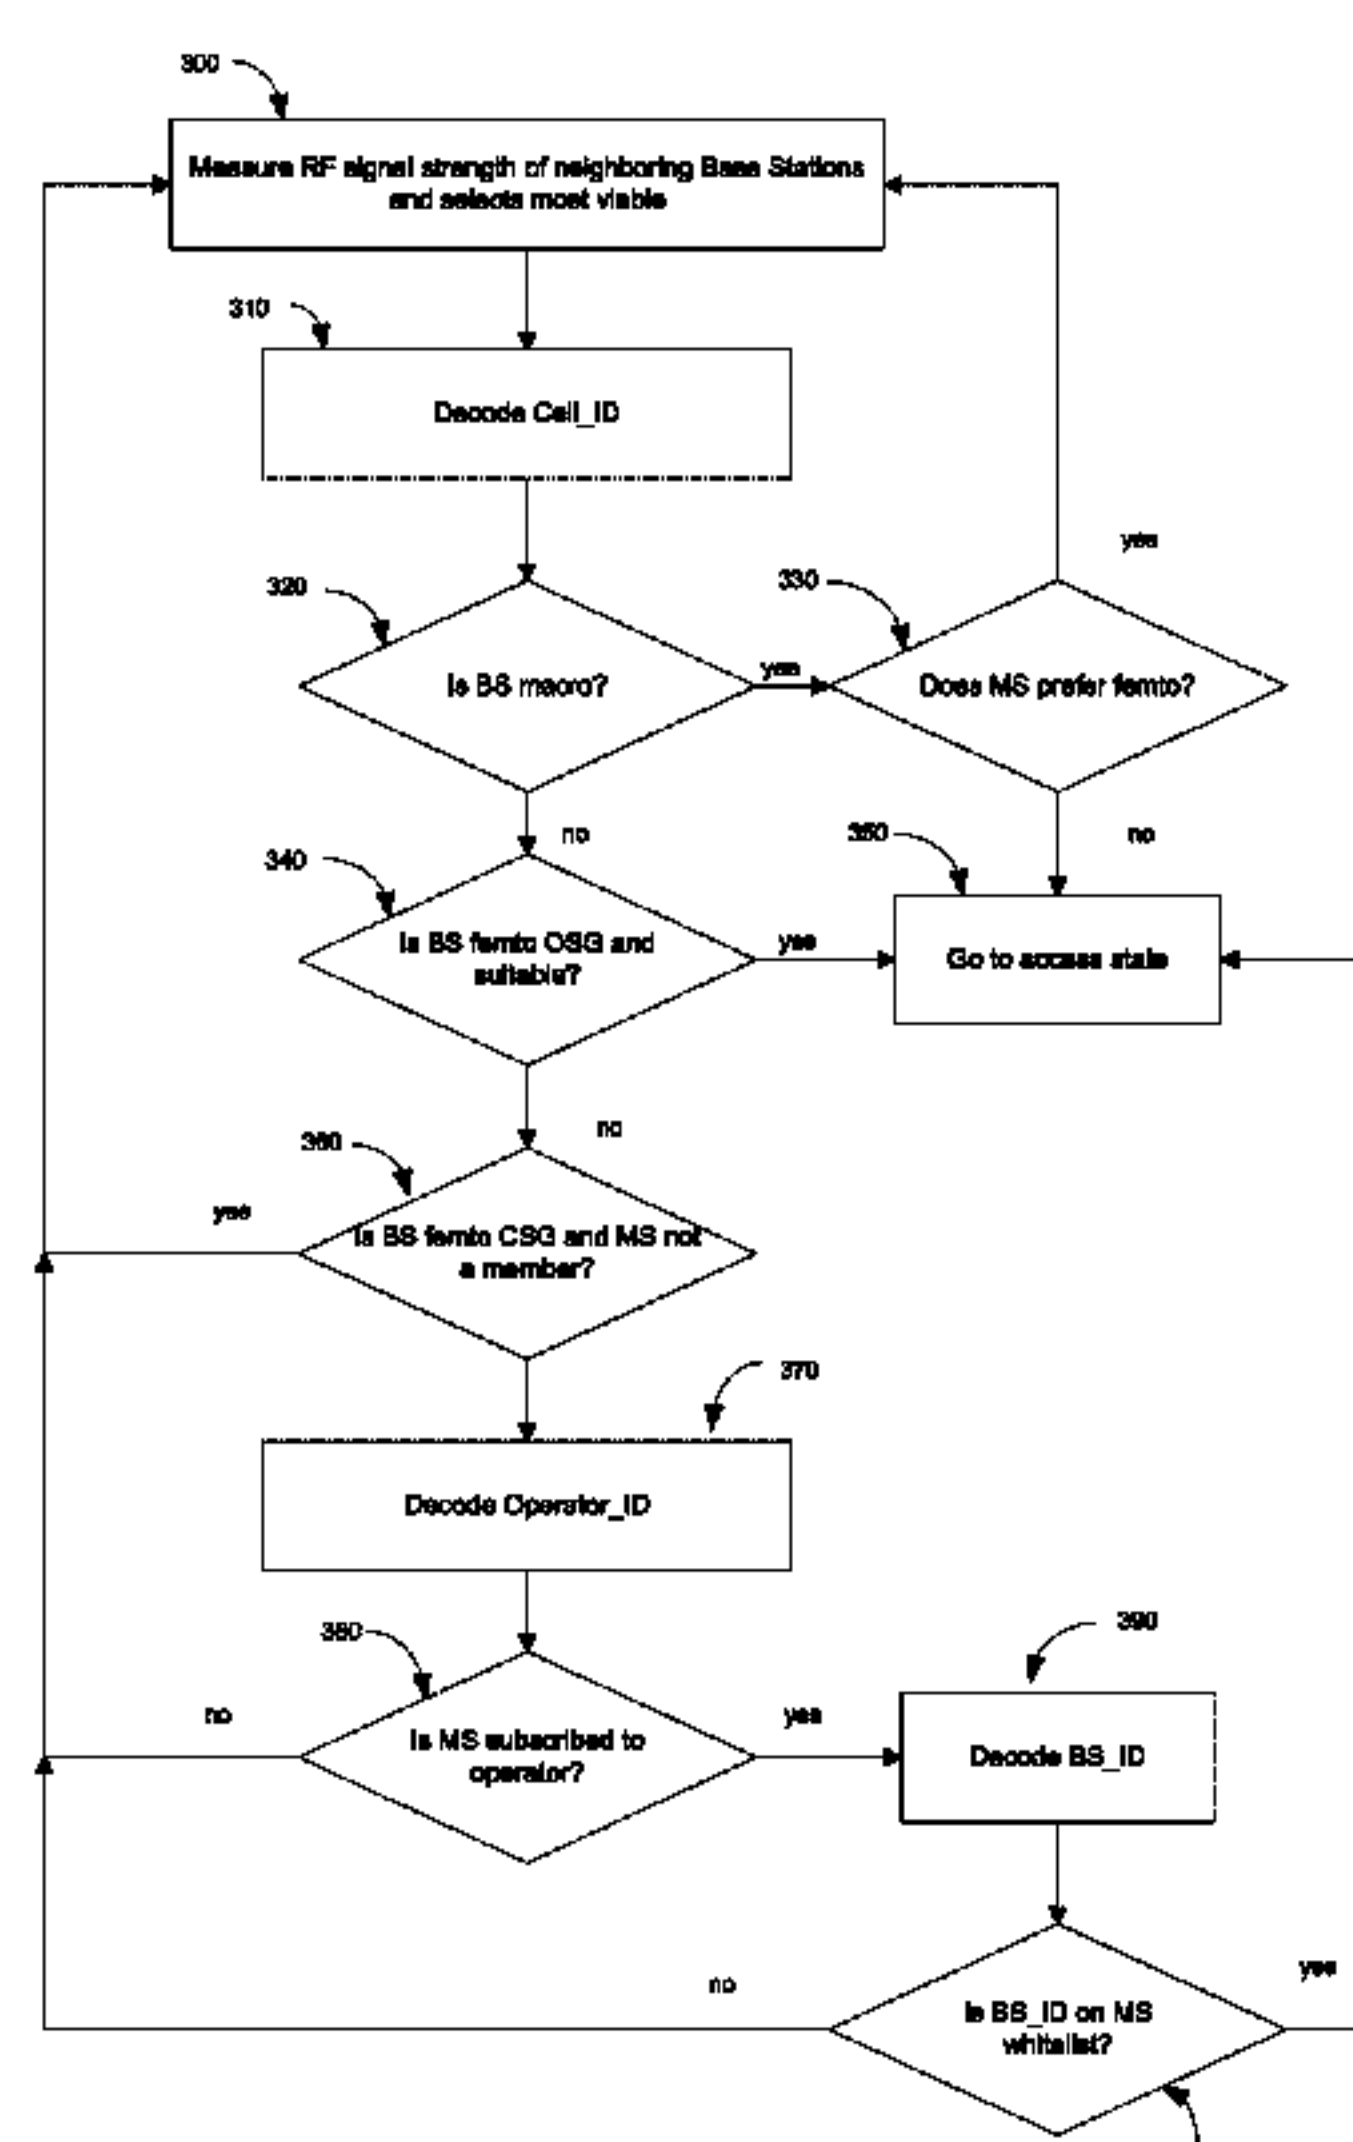 300
Measure RF signal strength of neighboring Base Stations
and selects most viable
310
Decode Cell_ID
yes
320
330
Is BS macro?
yes
Does MS prefer femto?
no
350
no
340
Is BS femto OSG and
suitable?
yes
Go to access state
no
360
yes
Is BS femto CSG and MS not
a member?
370
Decode Operator_ID
380
390
no
Is MS subscribed to
operator?
yes
Decode BS_ID
no
yes
Is BS_ID on MS
whitelist?